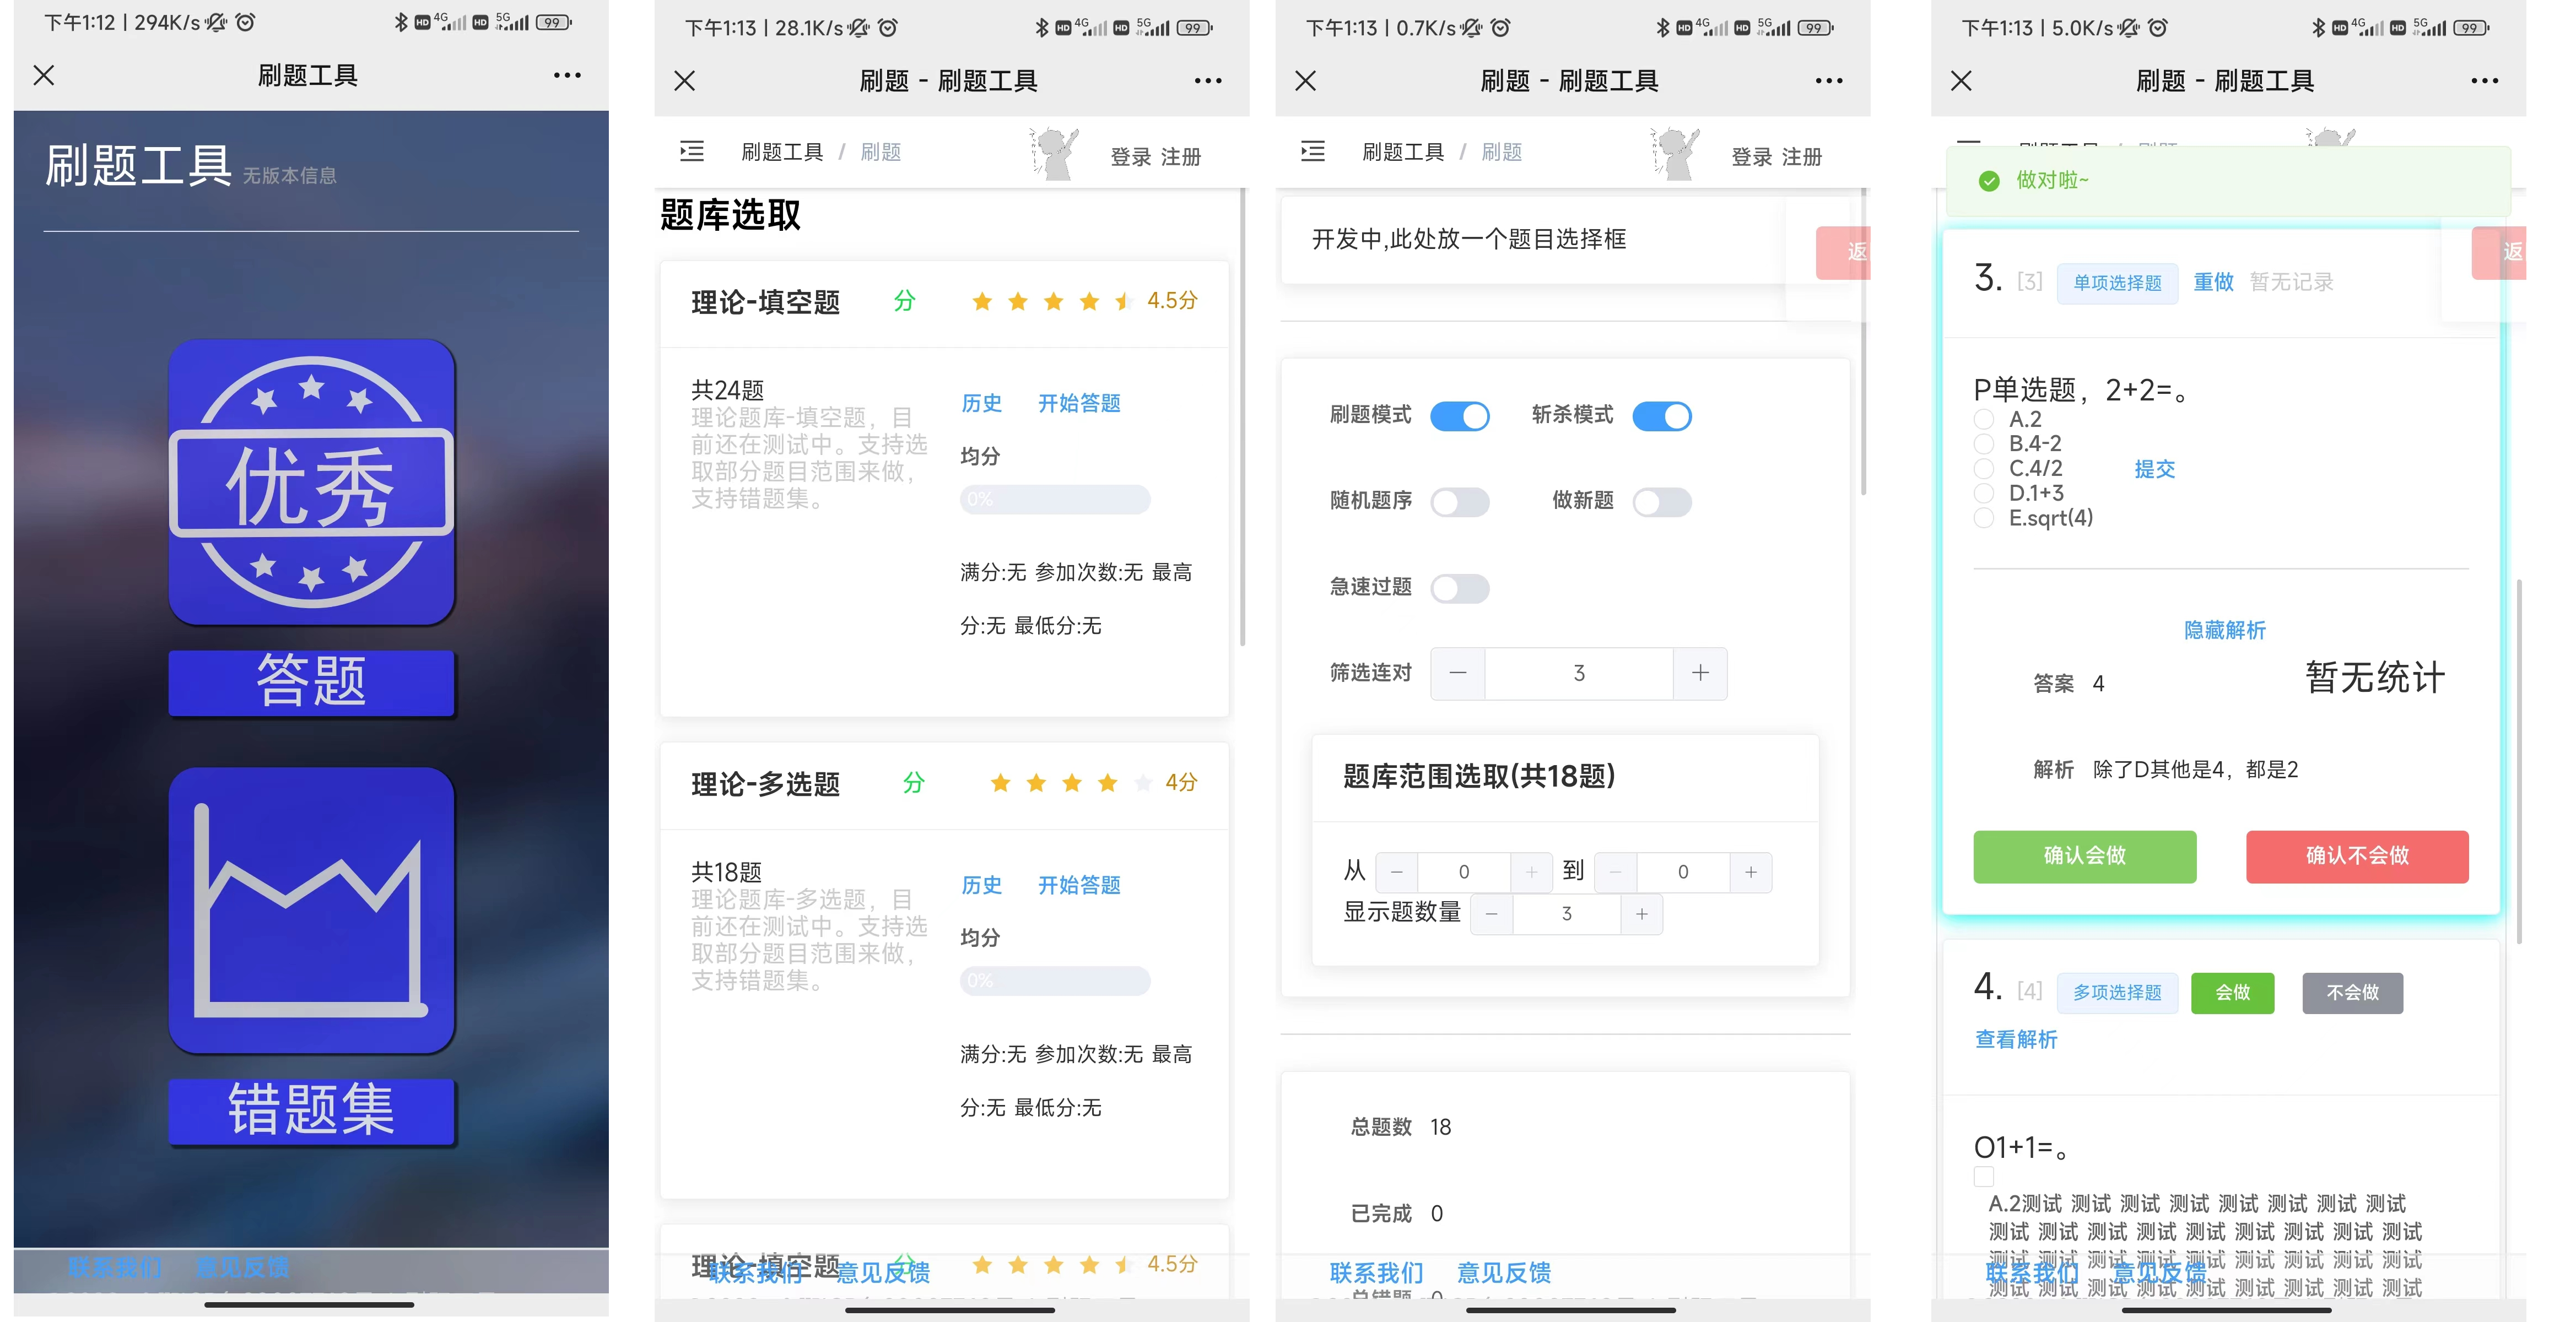 下午1:12 | 294K/s
HD 4G HD 5G 99
刷题工具
刷题工具 无版本信息
优秀
答题
错题集
联系我们 意见反馈
下午1:13 | 28.1K/s
HD 4G HD 5G 99
刷题 - 刷题工具
刷题工具 / 刷题
登录 注册
题库选取
理论-填空题 分 4.5分
共24题
理论题库-填空题，目
前还在测试中。支持选
取部分题目范围来做，
支持错题集。
历史 开始答题
均分
0%
满分:无 参加次数:无 最高
分:无 最低分:无
理论-多选题 分 4分
共18题
理论题库-多选题，目
前还在测试中。支持选
取部分题目范围来做，
支持错题集。
历史 开始答题
均分
0%
满分:无 参加次数:无 最高
分:无 最低分:无
理论-填空题 分 4.5分
联系我们 意见反馈
下午1:13 | 0.7K/s
HD 4G HD 5G 99
刷题 - 刷题工具
刷题工具 / 刷题
登录 注册
开发中,此处放一个题目选择框
返
刷题模式 斩杀模式
随机题序 做新题
急速过题
筛选连对 — 3 +
题库范围选取(共18题)
从 − 0 + 到 − 0 +
显示题数量 − 3 +
总题数 18
已完成 0
总错题 0
联系我们 意见反馈
下午1:13 | 5.0K/s
HD 4G HD 5G 99
刷题 - 刷题工具
做对啦~
返
3. [3] 单项选择题 重做 暂无记录
P单选题，2+2=。
A.2
B.4-2
C.4/2
D.1+3
E.sqrt(4)
提交
隐藏解析
答案 4
暂无统计
解析 除了D其他是4，都是2
确认会做 确认不会做
4. [4] 多项选择题 会做 不会做
查看解析
O1+1=。
A.2测试 测试 测试 测试 测试 测试 测试 测试
测试 测试 测试 测试 测试 测试 测试 测试 测试
测试 测试 测试 测试 测试 测试 测试 测试 测试
测试 测试 测试 测试 测试 测试 测试 测试 测试
联系我们 意见反馈